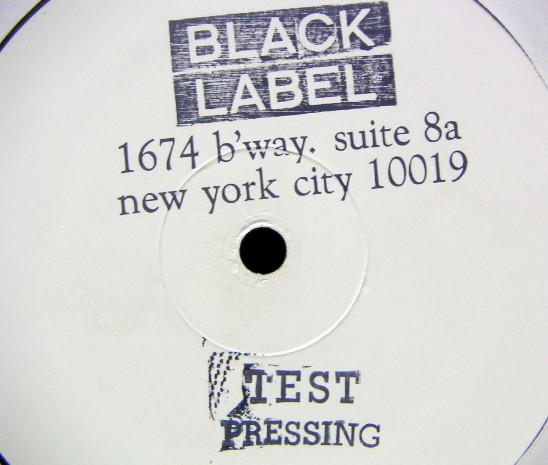 BLACK
LABEL
1674 b'way. suite 8a
new york city 10019
TEST
PRESSING